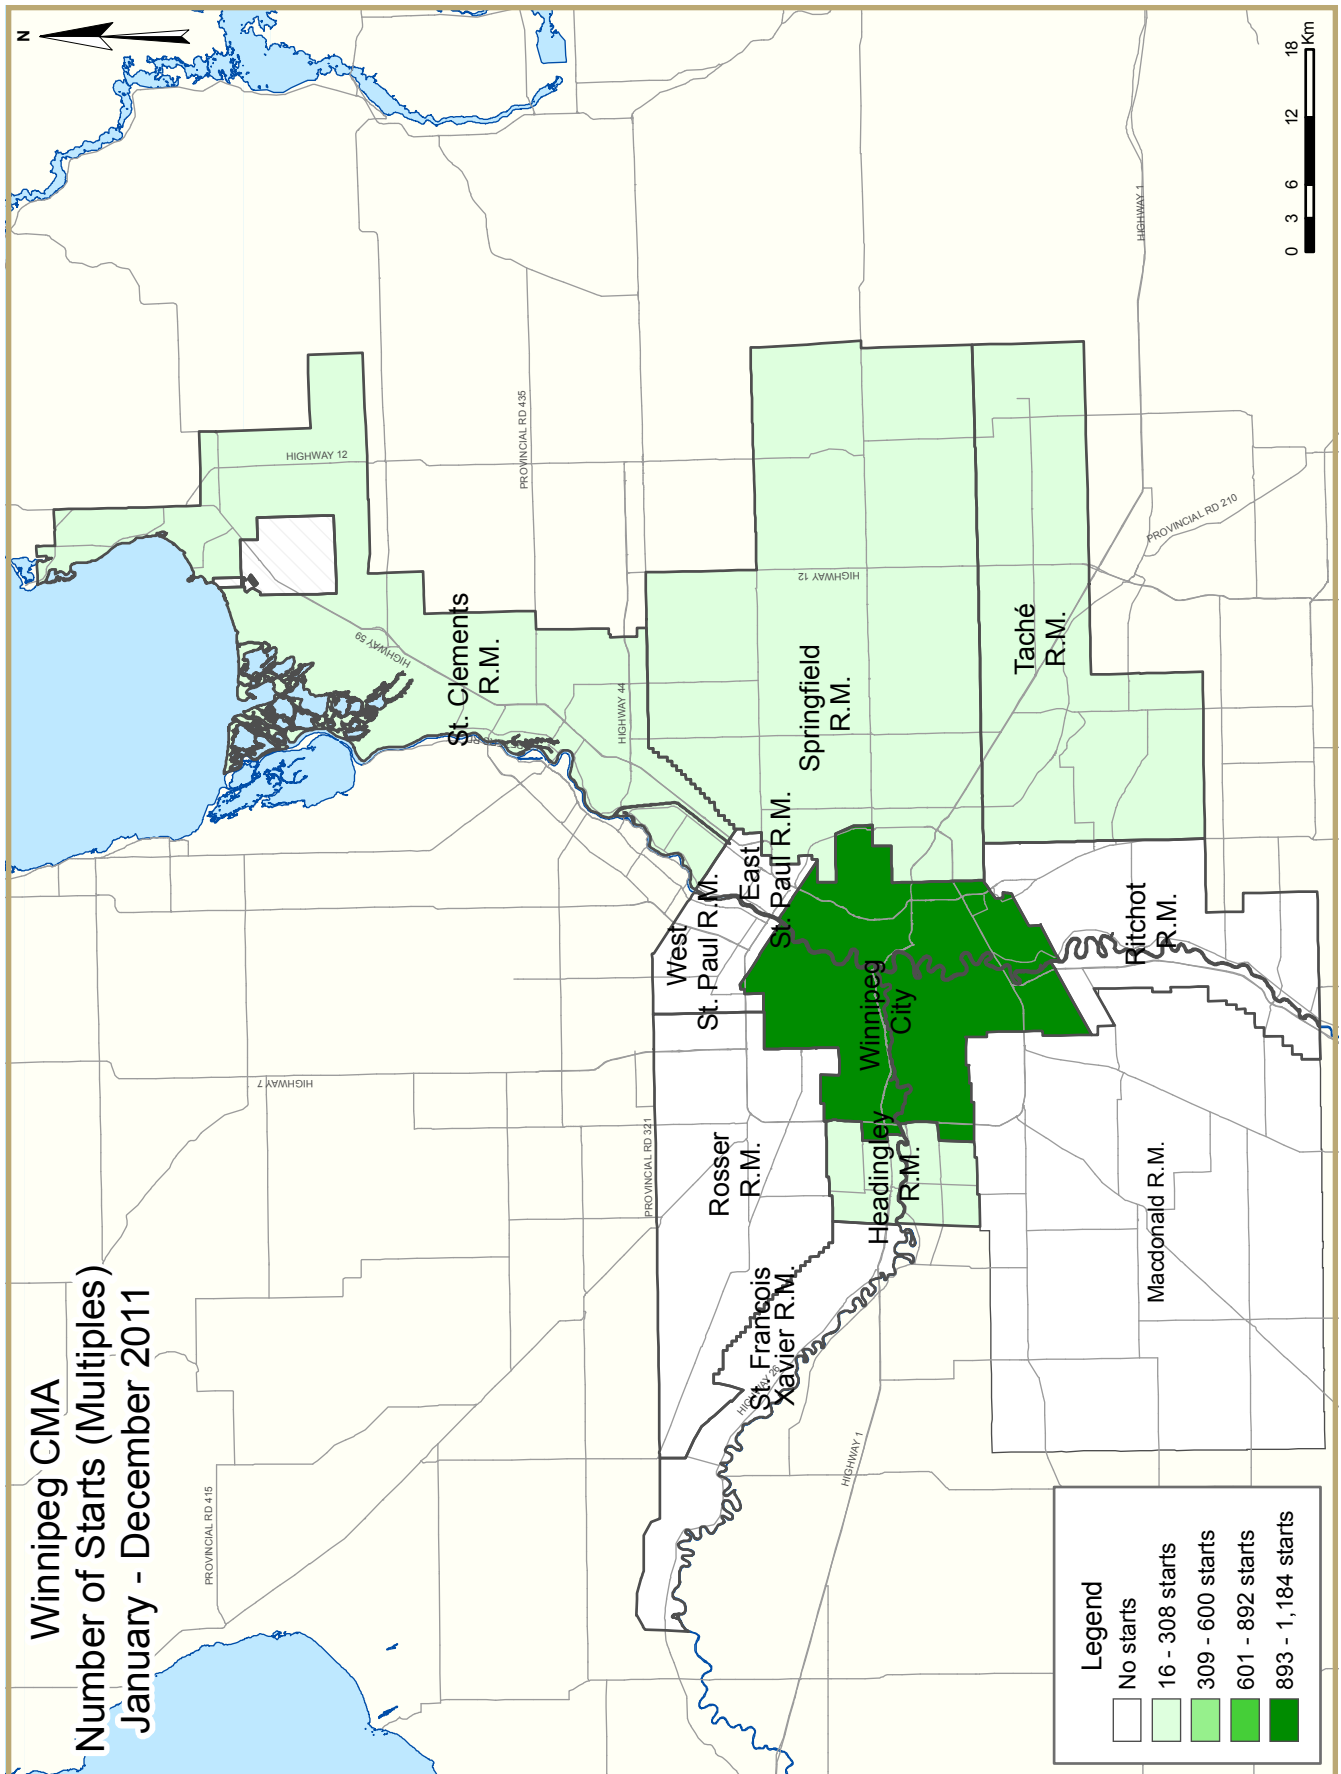 Winnipeg CMA
Number of Starts (Multiples)
January - December 2011
N
PROVINCIAL RD 415
HIGHWAY 7
HIGHWAY 12
HIGHWAY 59
St. Clements
R.M.
PROVINCIAL RD 435
HIGHWAY 44
PROVINCIAL RD 321
West
St. Paul R.M.
East
St. Paul R.M.
Rosser
R.M.
St. Francois
Xavier R.M.
HIGHWAY 26
Springfield
R.M.
HIGHWAY 12
Winnipeg
City
Headingley
R.M.
HIGHWAY 1
Taché
R.M.
HIGHWAY 1
PROVINCIAL RD 210
Ritchot
R.M.
Macdonald R.M.
Legend
No starts
16 - 308 starts
309 - 600 starts
601 - 892 starts
893 - 1,184 starts
0 3 6 12 18
Km